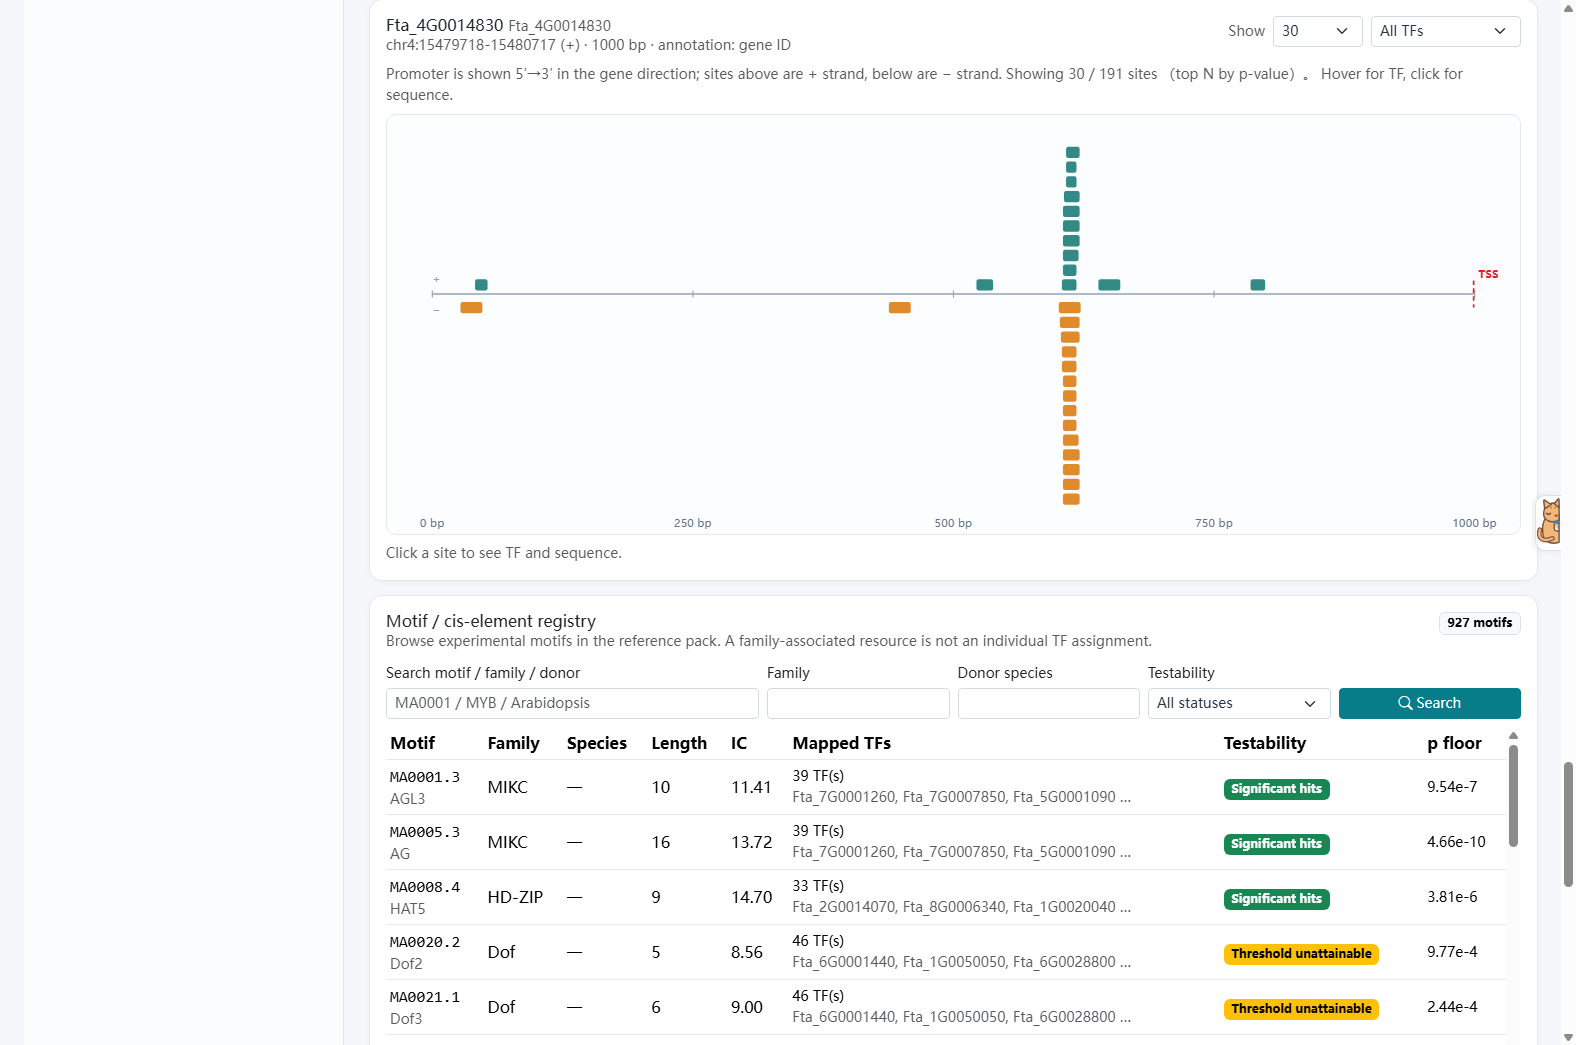 Fta_4G0014830 Fta_4G0014830
Show 30 All TFs
chr4:15479718-15480717 (+) · 1000 bp · annotation: gene ID
Promoter is shown 5′→3′ in the gene direction; sites above are + strand, below are − strand. Showing 30 / 191 sites （top N by p-value）。 Hover for TF, click for
sequence.
+
TSS
−
0 bp 250 bp 500 bp 750 bp 1000 bp
Click a site to see TF and sequence.
Motif / cis-element registry
927 motifs
Browse experimental motifs in the reference pack. A family-associated resource is not an individual TF assignment.
Search motif / family / donor Family Donor species Testability
MA0001 / MYB / Arabidopsis All statuses Search
Motif Family Species Length IC Mapped TFs Testability p floor
MA0001.3 MIKC — 10 11.41 39 TF(s) Significant hits 9.54e-7
AGL3 Fta_7G0001260, Fta_7G0007850, Fta_5G0001090 ...
MA0005.3 MIKC — 16 13.72 39 TF(s) Significant hits 4.66e-10
AG Fta_7G0001260, Fta_7G0007850, Fta_5G0001090 ...
MA0008.4 HD-ZIP — 9 14.70 33 TF(s) Significant hits 3.81e-6
HAT5 Fta_2G0014070, Fta_8G0006340, Fta_1G0020040 ...
MA0020.2 Dof — 5 8.56 46 TF(s) Threshold unattainable 9.77e-4
Dof2 Fta_6G0001440, Fta_1G0050050, Fta_6G0028800 ...
MA0021.1 Dof — 6 9.00 46 TF(s) Threshold unattainable 2.44e-4
Dof3 Fta_6G0001440, Fta_1G0050050, Fta_6G0028800 ...